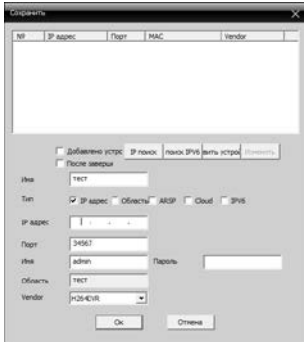 Сохранить
№ IP адрес Порт MAC Vendor
Добавлено устрс IP поиск поиск IPV6 вить устрої Изменить
После заверш
Имя тест
Тип IP адрес Область ARSP Cloud IPV6
IP адрес . . .
Порт 34567
Имя admin Пароль
Область тест
Vendor H264DVR
Ок Отмена